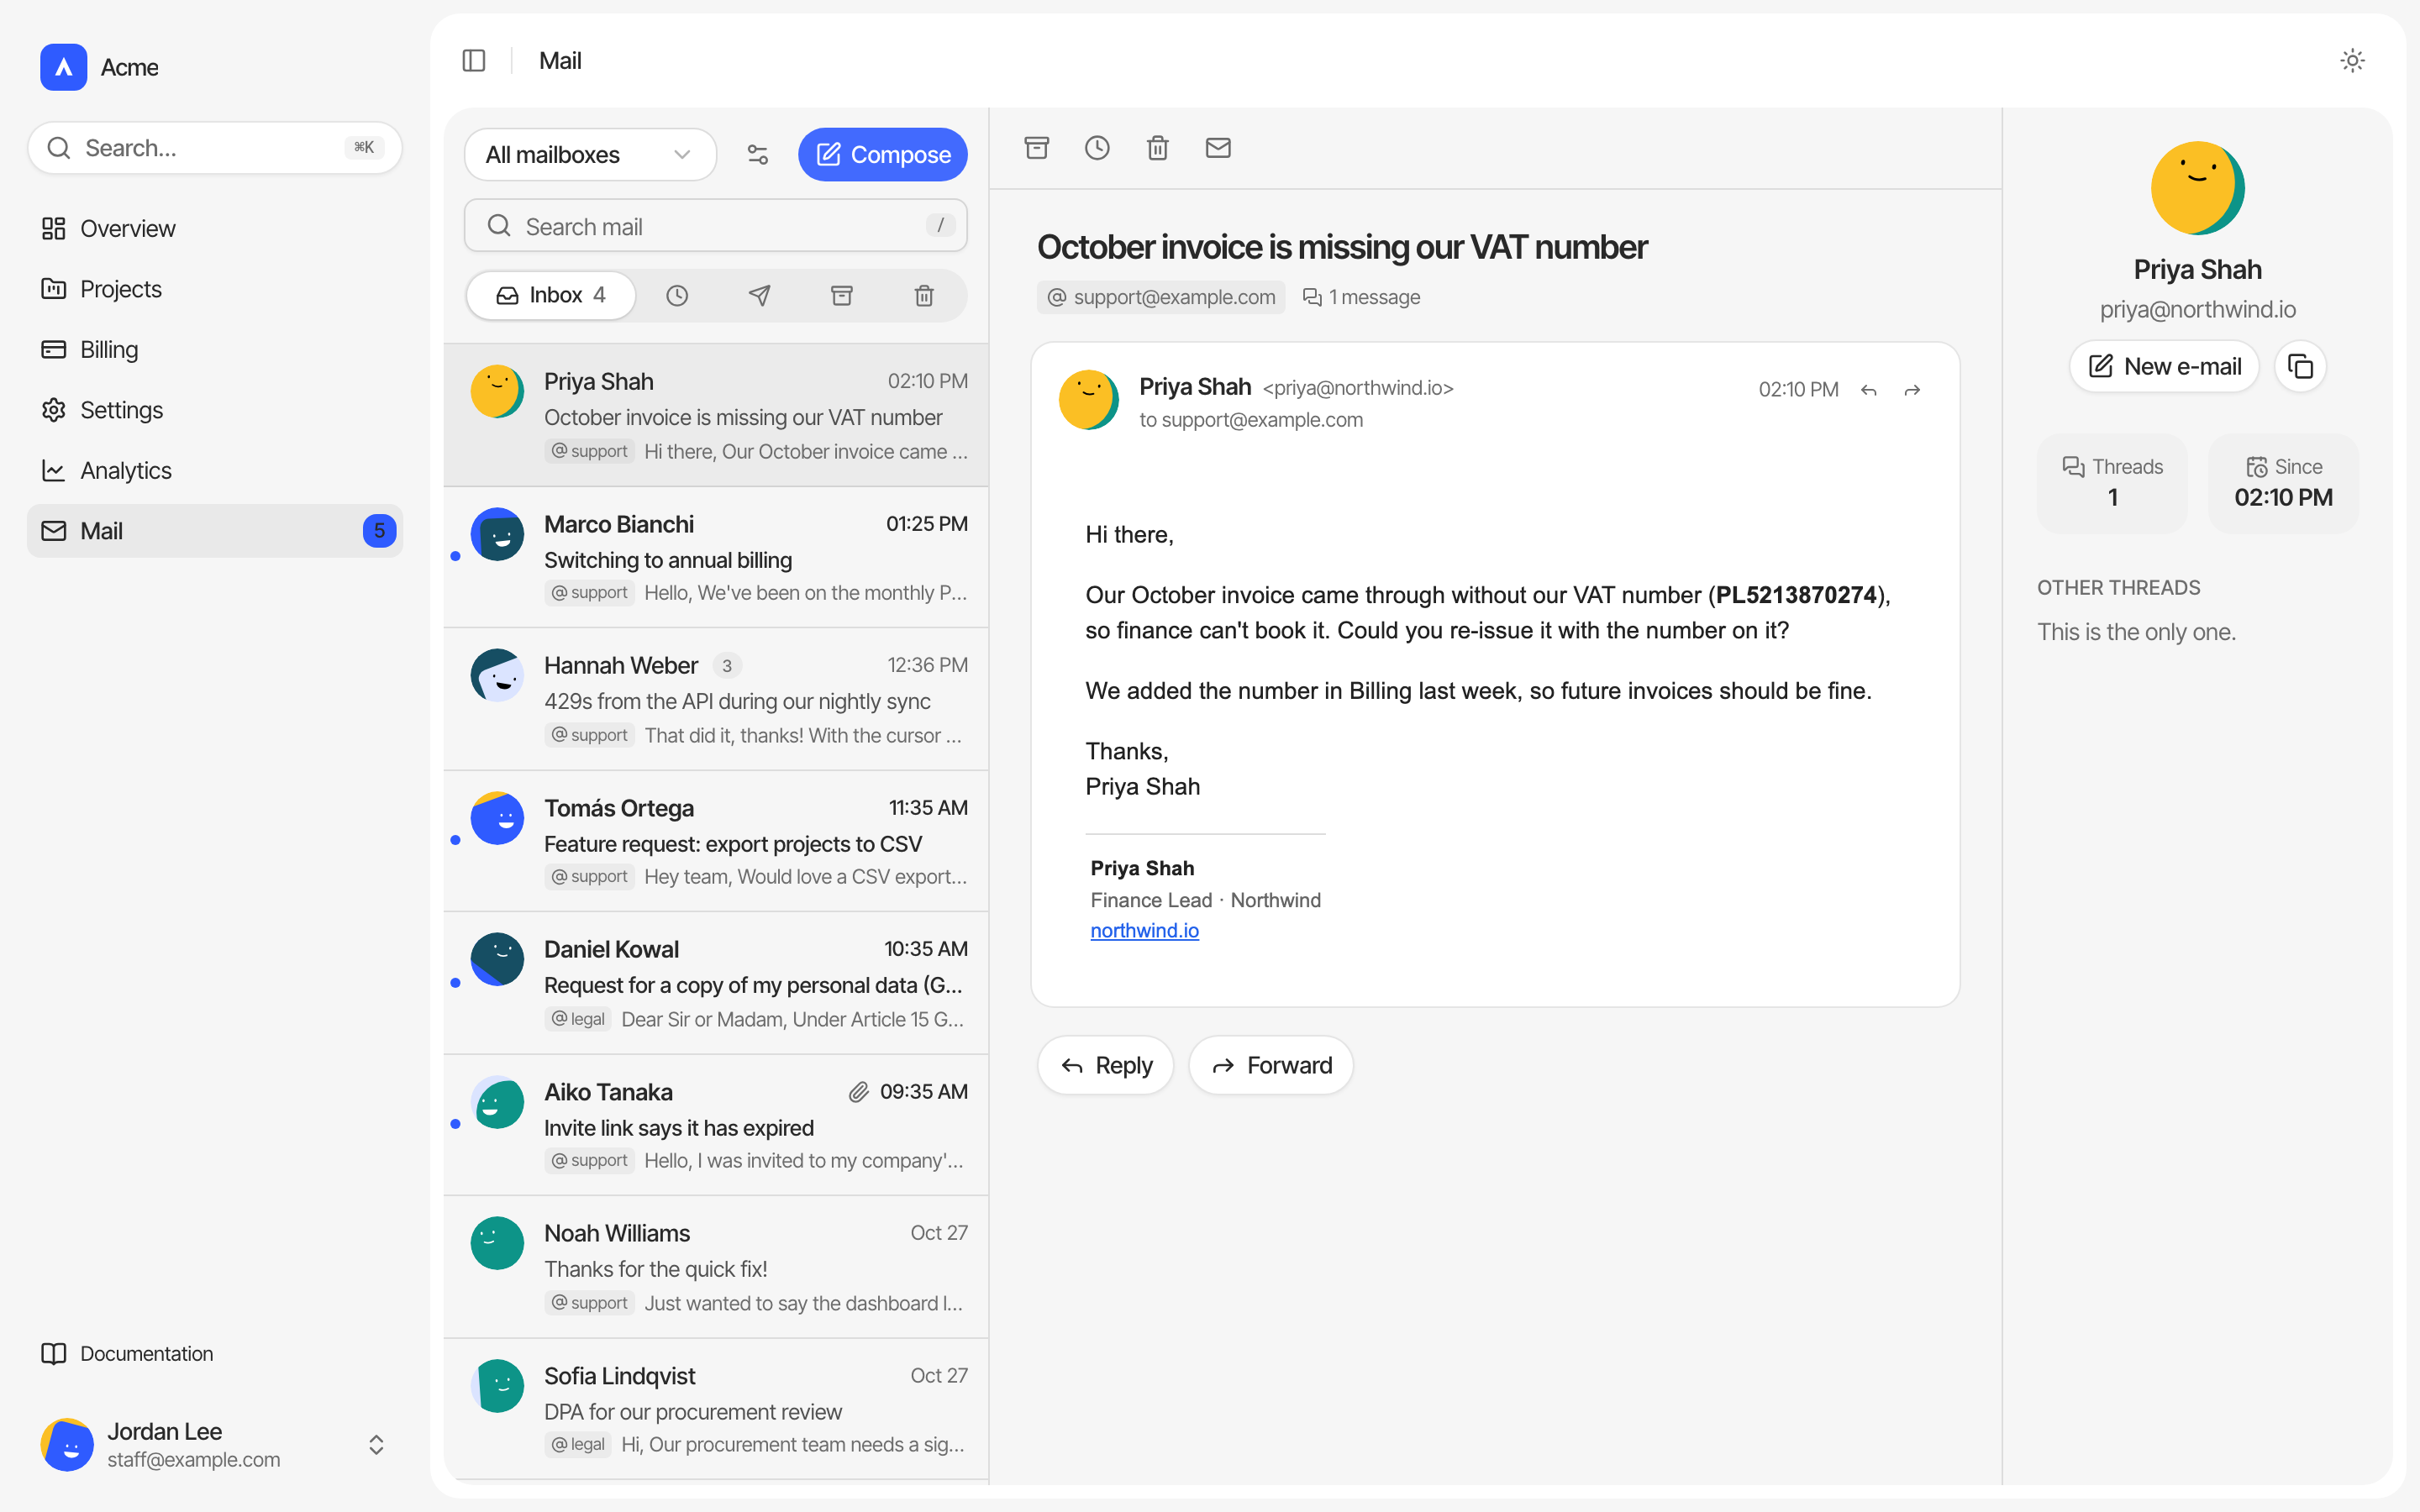 Acme
Search...
⌘K
Overview
Projects
Billing
Settings
Analytics
Mail
5
Documentation
Jordan Lee
staff@example.com
Mail
All mailboxes
Compose
Search mail
/
Inbox 4
Priya Shah 02:10 PM
October invoice is missing our VAT number
@ support Hi there, Our October invoice came ...
Marco Bianchi 01:25 PM
Switching to annual billing
@ support Hello, We've been on the monthly P...
Hannah Weber 3 12:36 PM
429s from the API during our nightly sync
@ support That did it, thanks! With the cursor ...
Tomás Ortega 11:35 AM
Feature request: export projects to CSV
@ support Hey team, Would love a CSV export...
Daniel Kowal 10:35 AM
Request for a copy of my personal data (G...
@ legal Dear Sir or Madam, Under Article 15 G...
Aiko Tanaka 09:35 AM
Invite link says it has expired
@ support Hello, I was invited to my company'...
Noah Williams Oct 27
Thanks for the quick fix!
@ support Just wanted to say the dashboard l...
Sofia Lindqvist Oct 27
DPA for our procurement review
@ legal Hi, Our procurement team needs a sig...
October invoice is missing our VAT number
@ support@example.com 1 message
Priya Shah <priya@northwind.io> 02:10 PM
to support@example.com
Hi there,
Our October invoice came through without our VAT number (PL5213870274),
so finance can't book it. Could you re-issue it with the number on it?
We added the number in Billing last week, so future invoices should be fine.
Thanks,
Priya Shah
Priya Shah
Finance Lead · Northwind
northwind.io
Reply
Forward
Priya Shah
priya@northwind.io
New e-mail
Threads
1
Since
02:10 PM
OTHER THREADS
This is the only one.